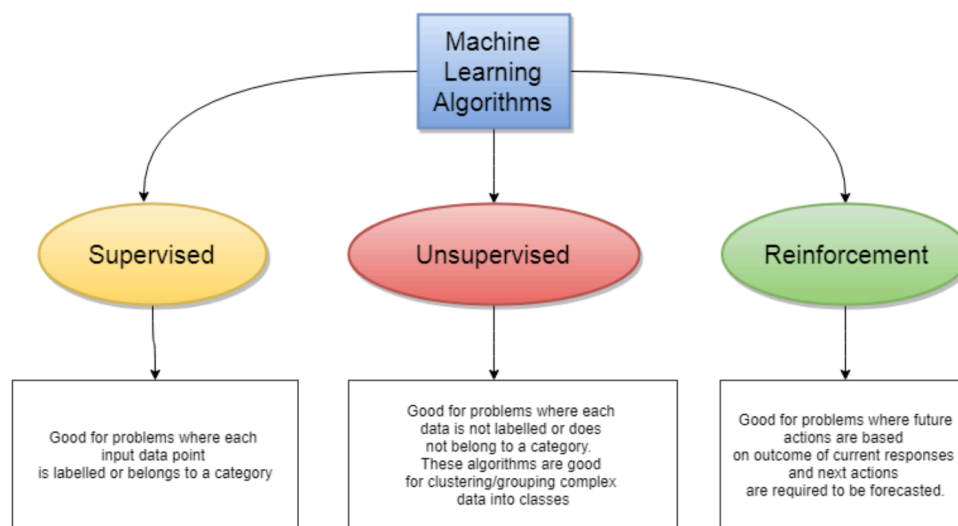 Machine
Learning
Algorithms
Supervised
Unsupervised
Reinforcement
Good for problems where each
input data point
is labelled or belongs to a category
Good for problems where each
data is not labelled or does
not belong to a category.
These algorithms are good
for clustering/grouping complex
data into classes
Good for problems where future
actions are based
on outcome of current responses
and next actions
are required to be forecasted.